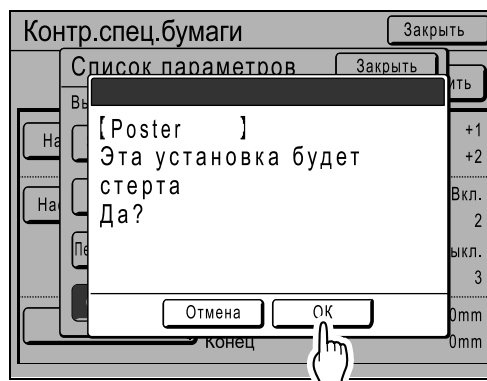 Контр.спец.бумаги
Закрыть
Список параметров
Закрыть
[Poster ]
Эта установка будет
стерта
Да?
Отмена
OK
+1
+2
Вкл.
2
3
0mm
Конец
0mm